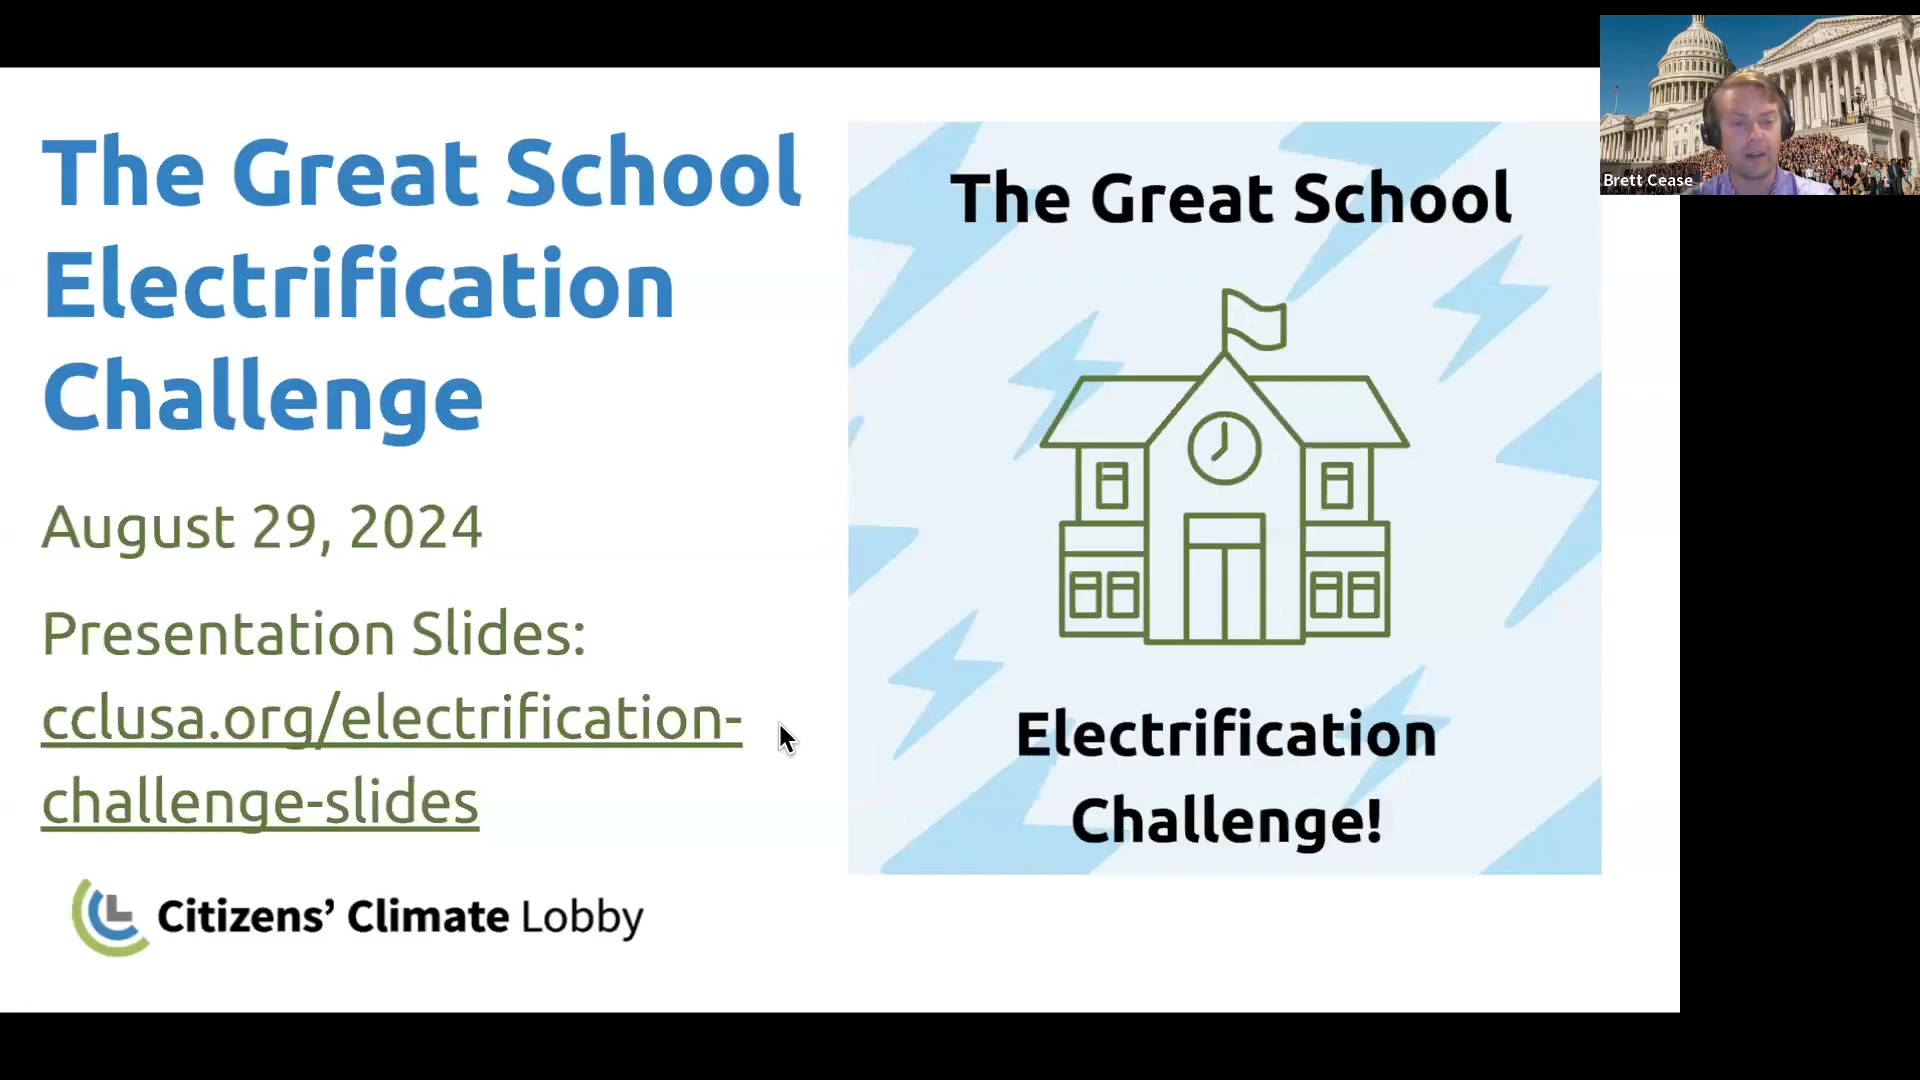 The Great School
Electrification
Challenge
August 29, 2024
Presentation Slides:
cclusa.org/electrification-
challenge-slides
Citizens’ Climate Lobby
The Great School
Electrification
Challenge!
Brett Cease